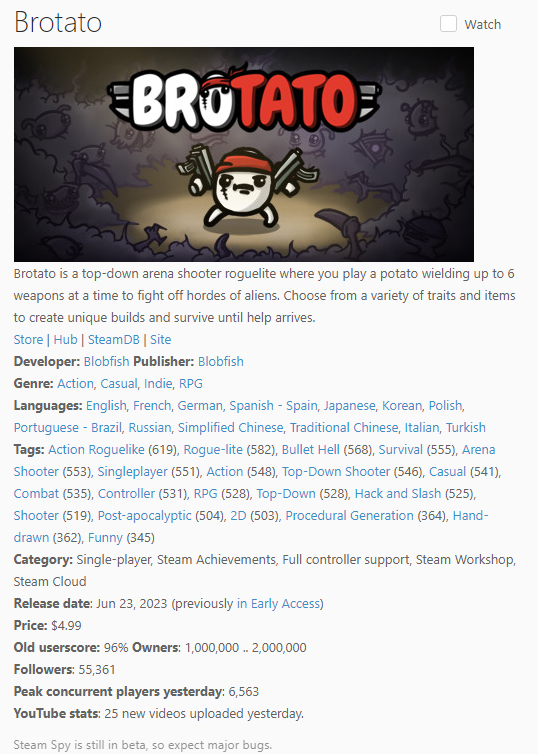 Brotato
Watch
BROTATO
Brotato is a top-down arena shooter roguelite where you play a potato wielding up to 6
weapons at a time to fight off hordes of aliens. Choose from a variety of traits and items
to create unique builds and survive until help arrives.
Store | Hub | SteamDB | Site
Developer: Blobfish Publisher: Blobfish
Genre: Action, Casual, Indie, RPG
Languages: English, French, German, Spanish - Spain, Japanese, Korean, Polish,
Portuguese - Brazil, Russian, Simplified Chinese, Traditional Chinese, Italian, Turkish
Tags: Action Roguelike (619), Rogue-lite (582), Bullet Hell (568), Survival (555), Arena
Shooter (553), Singleplayer (551), Action (548), Top-Down Shooter (546), Casual (541),
Combat (535), Controller (531), RPG (528), Top-Down (528), Hack and Slash (525),
Shooter (519), Post-apocalyptic (504), 2D (503), Procedural Generation (364), Hand-
drawn (362), Funny (345)
Category: Single-player, Steam Achievements, Full controller support, Steam Workshop,
Steam Cloud
Release date: Jun 23, 2023 (previously in Early Access)
Price: $4.99
Old userscore: 96% Owners: 1,000,000 .. 2,000,000
Followers: 55,361
Peak concurrent players yesterday: 6,563
YouTube stats: 25 new videos uploaded yesterday.
Steam Spy is still in beta, so expect major bugs.